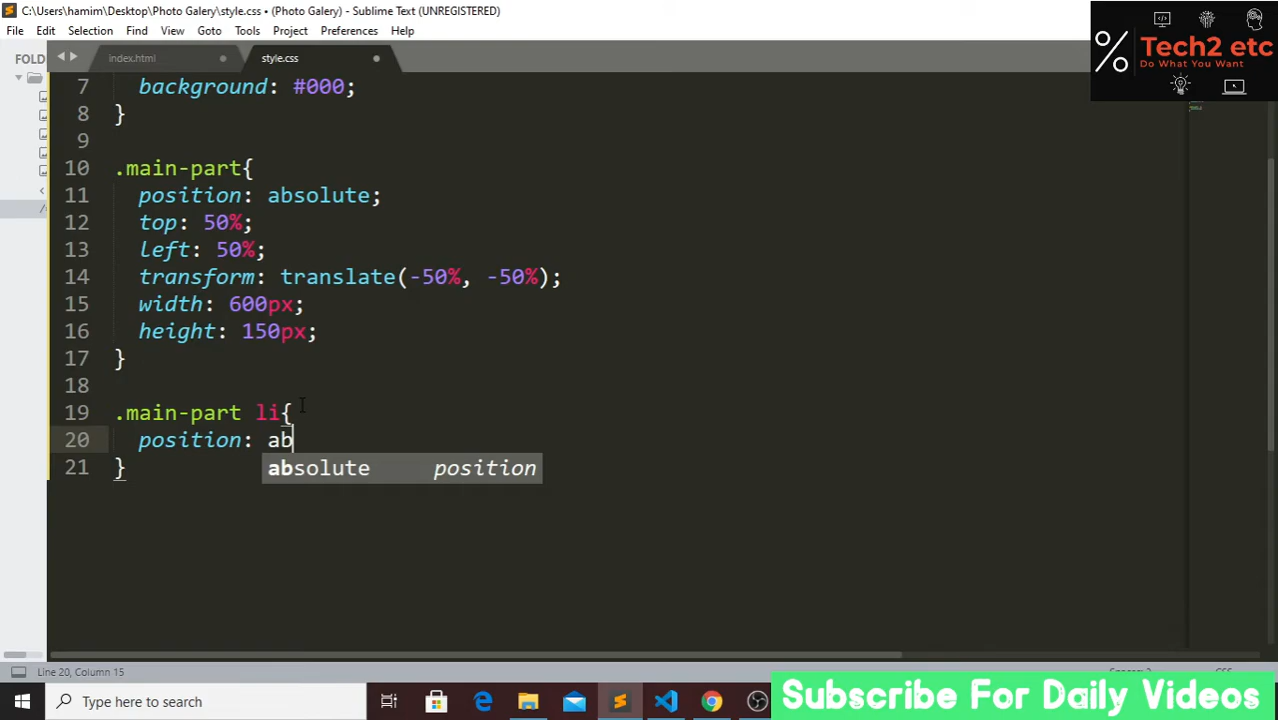 C:\Users\hamim\Desktop\Photo Galery\style.css • (Photo Galery) - Sublime Text (UNREGISTERED)
File Edit Selection Find View Goto Tools Project Preferences Help
Tech2 etc
Do What You Want
FOLD
index.html
style.css
7 background: #000;
8 }
9
10 .main-part{
11 position: absolute;
12 top: 50%;
13 left: 50%;
14 transform: translate(-50%, -50%);
15 width: 600px;
16 height: 150px;
17 }
18
19 .main-part li{
20 position: ab
absolute position
21 }
Line 20, Column 15
Type here to search
Subscribe For Daily Videos